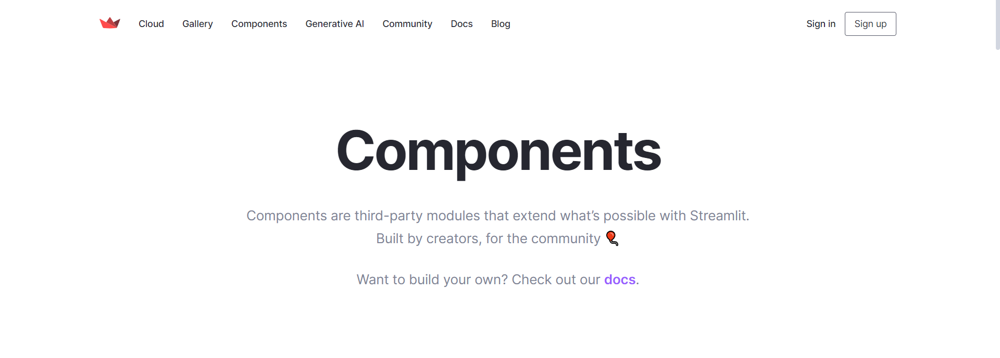 Cloud Gallery Components Generative AI Community Docs Blog Sign in Sign up
Components
Components are third-party modules that extend what’s possible with Streamlit.
Built by creators, for the community 🎈
Want to build your own? Check out our docs.